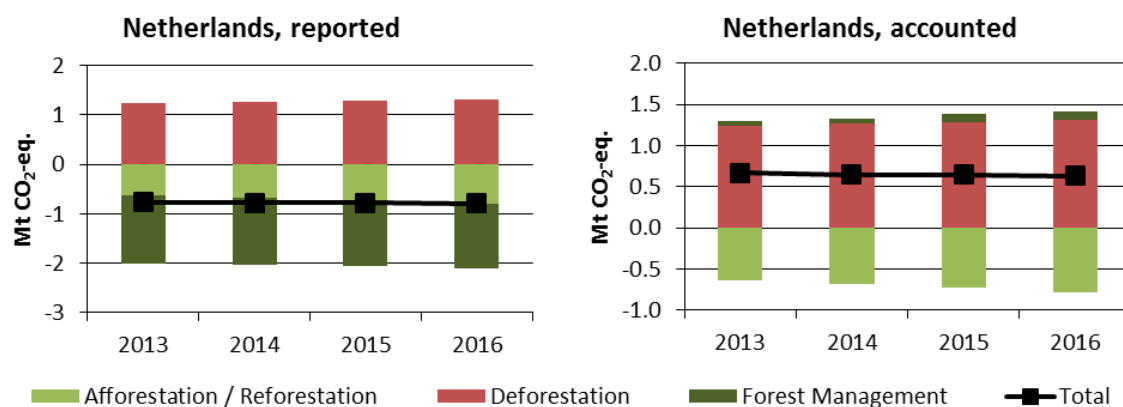 Netherlands, reported
Mt CO₂-eq.
2
1
0
-1
-2
-3
2013 2014 2015 2016
Netherlands, accounted
Mt CO₂-eq.
2.0
1.5
1.0
0.5
0.0
-0.5
-1.0
2013 2014 2015 2016
Afforestation / Reforestation Deforestation Forest Management Total